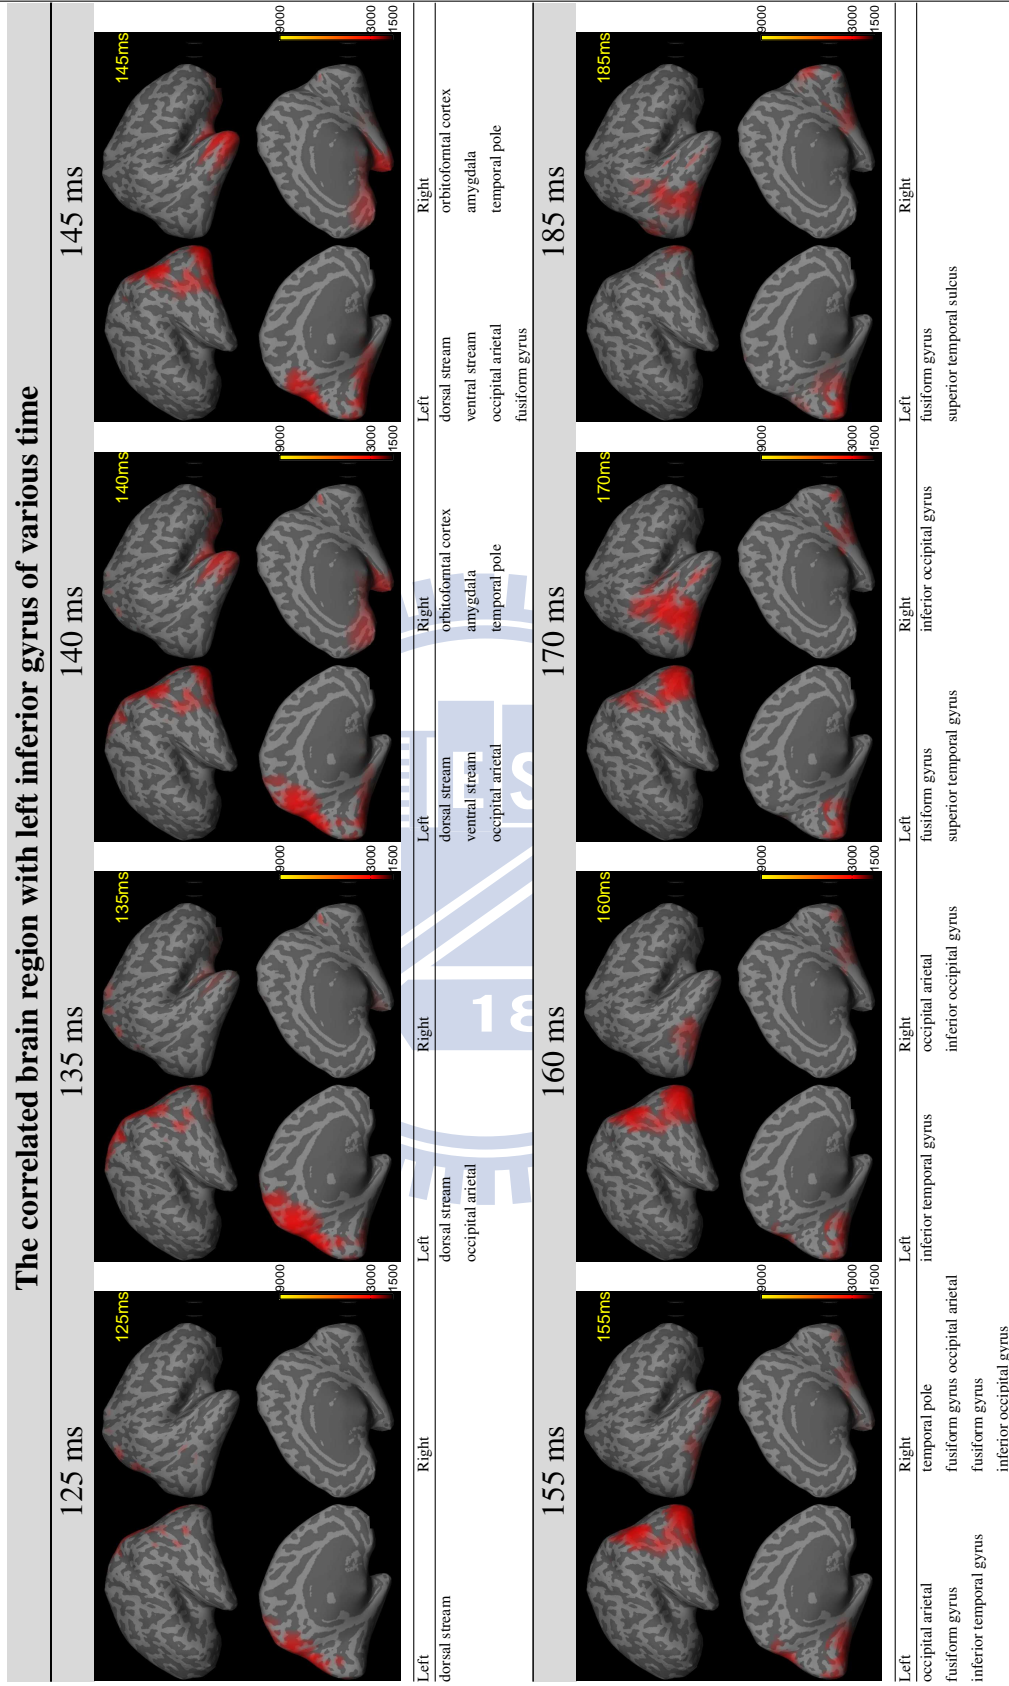 The correlated brain region with left inferior gyrus of various time
125 ms
135 ms
140 ms
145 ms
125ms
9000
3000
1500
135ms
9000
3000
1500
140ms
9000
3000
1500
145ms
9000
3000
1500
Left Right
dorsal stream
Left Right
dorsal stream
occipital arietal
Left Right
dorsal stream orbitoforntal cortex
ventral stream amygdala
occipital arietal temporal pole
Left Right
dorsal stream orbitoforntal cortex
ventral stream amygdala
occipital arietal temporal pole
fusiform gyrus
155 ms
160 ms
170 ms
185 ms
155ms
9000
3000
1500
160ms
9000
3000
1500
170ms
9000
3000
1500
185ms
9000
3000
1500
Left Right
occipital arietal temporal pole
fusiform gyrus fusiform gyrus occipital arietal
inferior temporal gyrus fusiform gyrus
inferior occipital gyrus
Left Right
inferior temporal gyrus occipital arietal
inferior occipital gyrus
Left Right
fusiform gyrus inferior occipital gyrus
superior temporal gyrus
Left Right
fusiform gyrus
superior temporal sulcus
ES
18